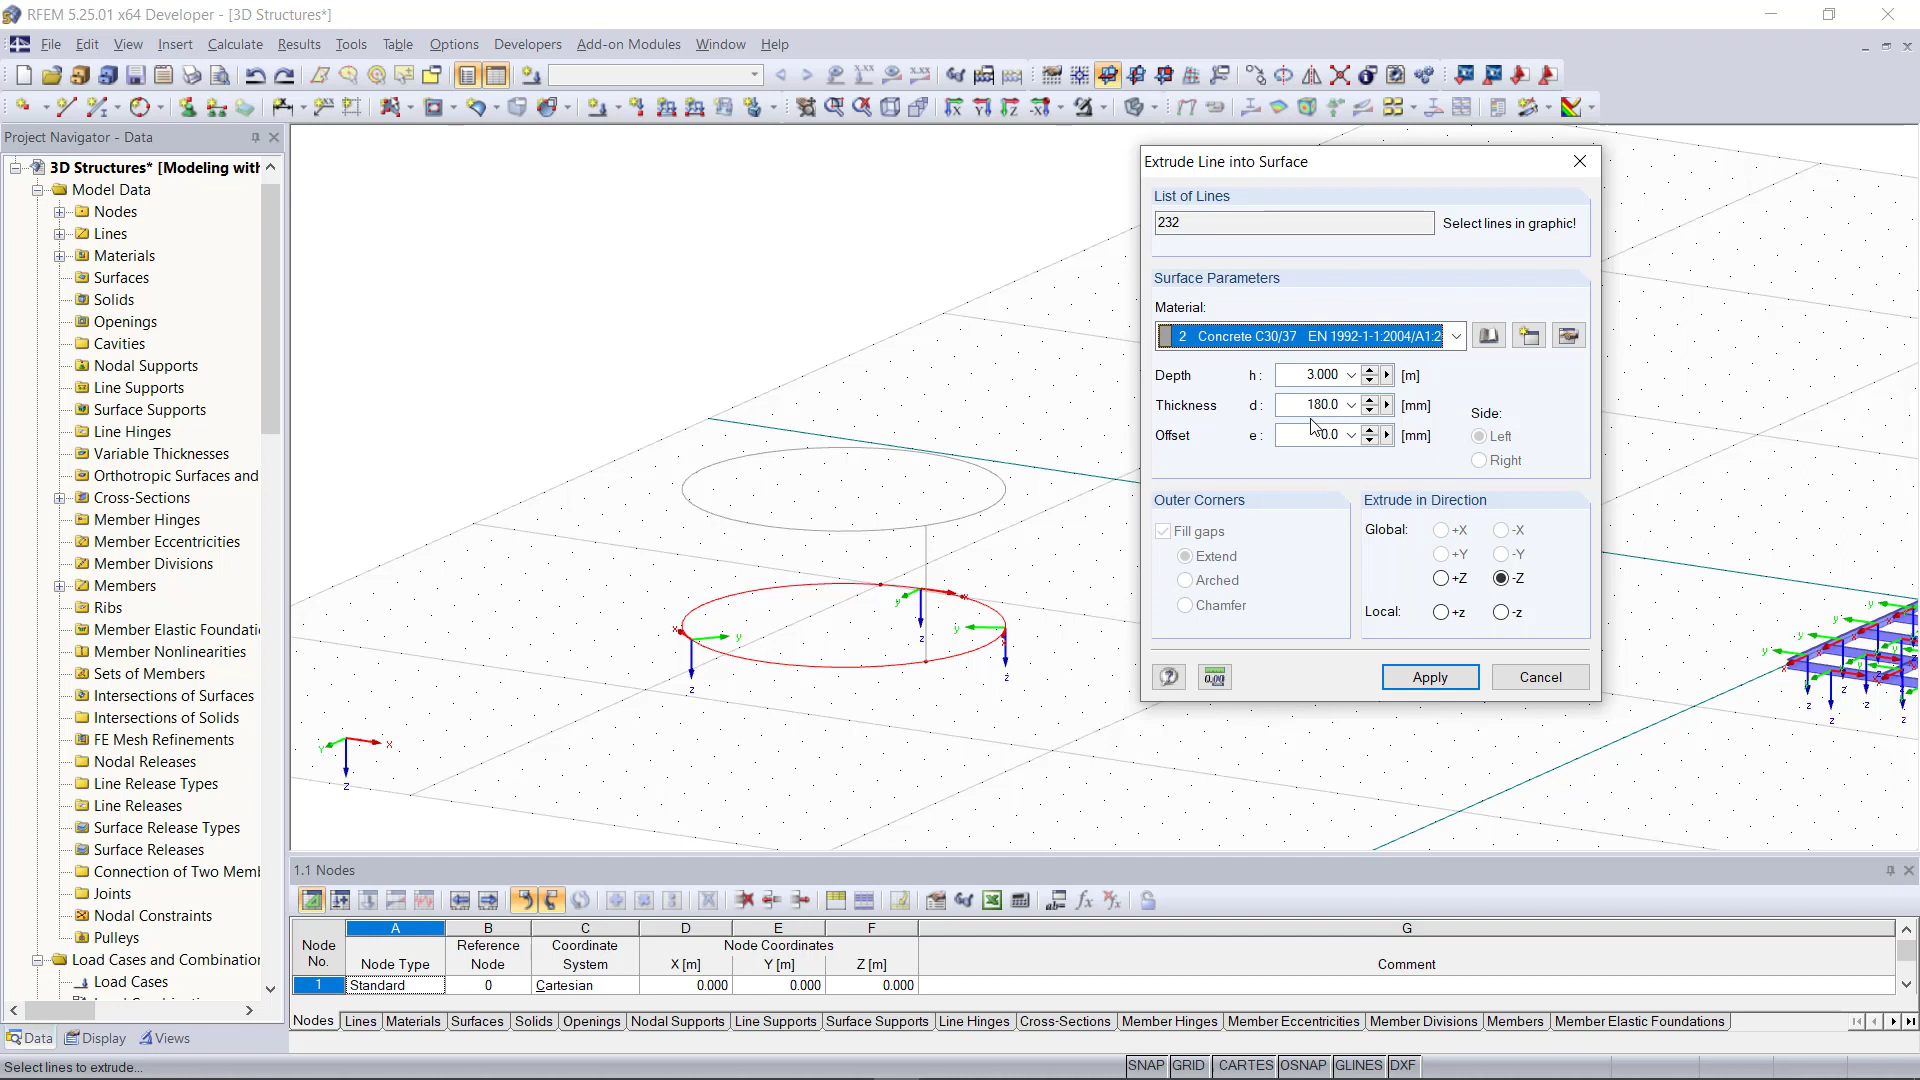 RFEM 5.25.01 x64 Developer - [3D Structures*]
File Edit View Insert Calculate Results Tools Table Options Developers Add-on Modules Window Help
Project Navigator - Data
3D Structures* [Modeling with
Model Data
Nodes
Lines
Materials
Surfaces
Solids
Openings
Cavities
Nodal Supports
Line Supports
Surface Supports
Line Hinges
Variable Thicknesses
Orthotropic Surfaces and
Cross-Sections
Member Hinges
Member Eccentricities
Member Divisions
Members
Ribs
Member Elastic Foundati
Member Nonlinearities
Sets of Members
Intersections of Surfaces
Intersections of Solids
FE Mesh Refinements
Nodal Releases
Line Release Types
Line Releases
Surface Release Types
Surface Releases
Connection of Two Memb
Joints
Nodal Constraints
Pulleys
Load Cases and Combination
Load Cases
Data Display Views
Select lines to extrude...
Extrude Line into Surface
List of Lines
232 Select lines in graphic!
Surface Parameters
Material:
2 Concrete C30/37 EN 1992-1-1:2004/A1:2
Depth h: 3.000 [m]
Thickness d: 180.0 [mm]
Offset e: 0.0 [mm]
Side:
Left
Right
Outer Corners
Fill gaps
Extend
Arched
Chamfer
Extrude in Direction
Global: +X -X
+Y -Y
+Z -Z
Local: +z -z
Apply Cancel
1.1 Nodes
A B C D E F G
Node No. Node Type Reference Node Coordinate System Node Coordinates X [m] Y [m] Z [m] Comment
1 Standard 0 Cartesian 0.000 0.000 0.000
Nodes Lines Materials Surfaces Solids Openings Nodal Supports Line Supports Surface Supports Line Hinges Cross-Sections Member Hinges Member Eccentricities Member Divisions Members Member Elastic Foundations
SNAP GRID CARTES OSNAP GLINES DXF